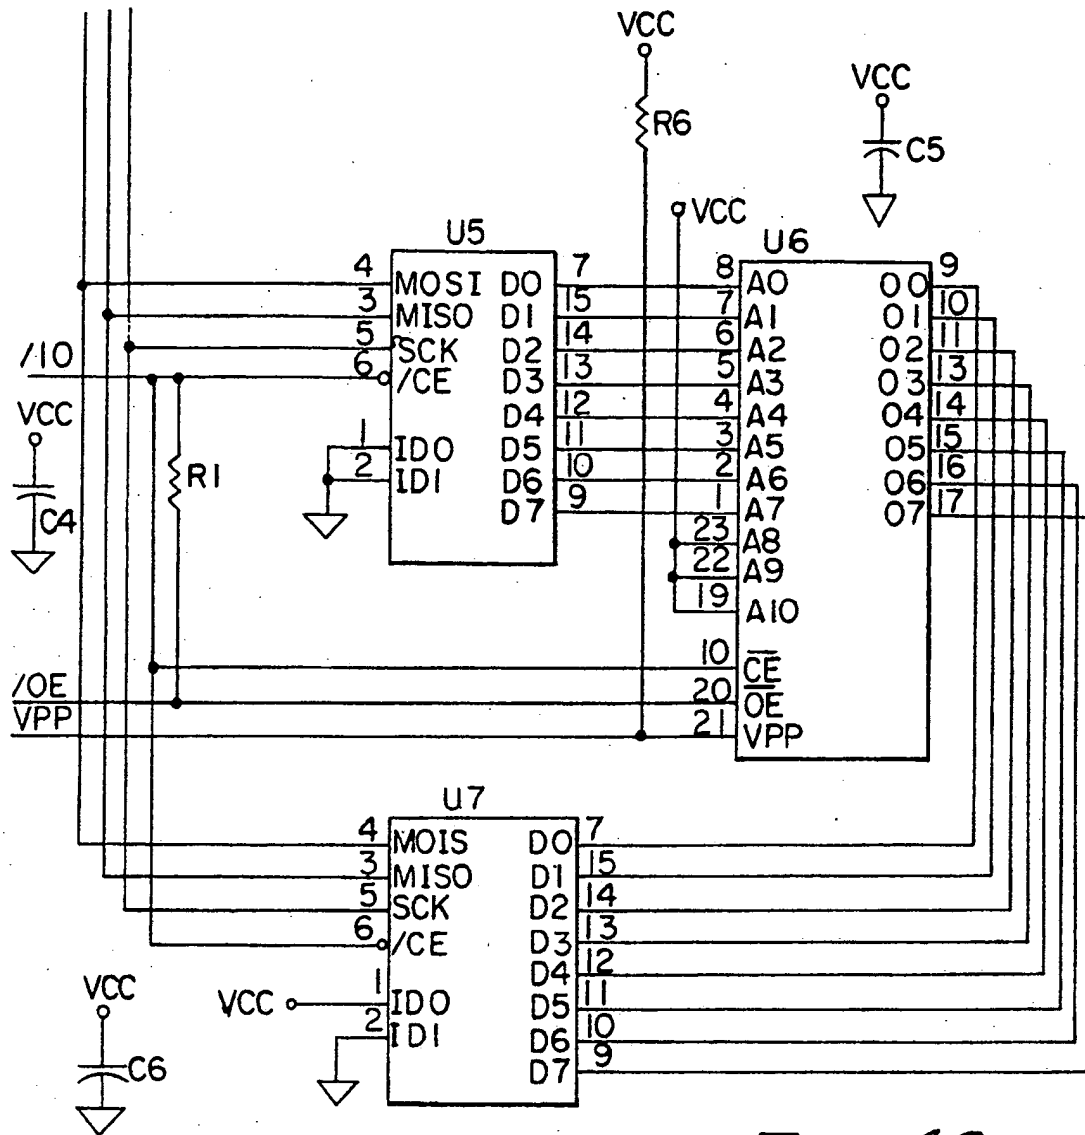 VCC
R6
VCC
C5
VCC
U5
4 MOSI D0 7
3 MISO D1 15
5 SCK D2 14
6 /CE D3 13
D4 12
1 ID0 D5 11
2 ID1 D6 10
D7 9
/IO
VCC
C4
R1
U6
8 A0 O0 9
7 A1 O1 10
6 A2 O2 11
5 A3 O3 13
4 A4 O4 14
3 A5 O5 15
2 A6 O6 16
1 A7 O7 17
23 A8
22 A9
19 A10
10 CE
20 OE
21 VPP
/OE
VPP
U7
4 MOIS D0 7
3 MISO D1 15
5 SCK D2 14
6 /CE D3 13
D4 12
1 ID0 D5 11
2 ID1 D6 10
D7 9
VCC
VCC
C6